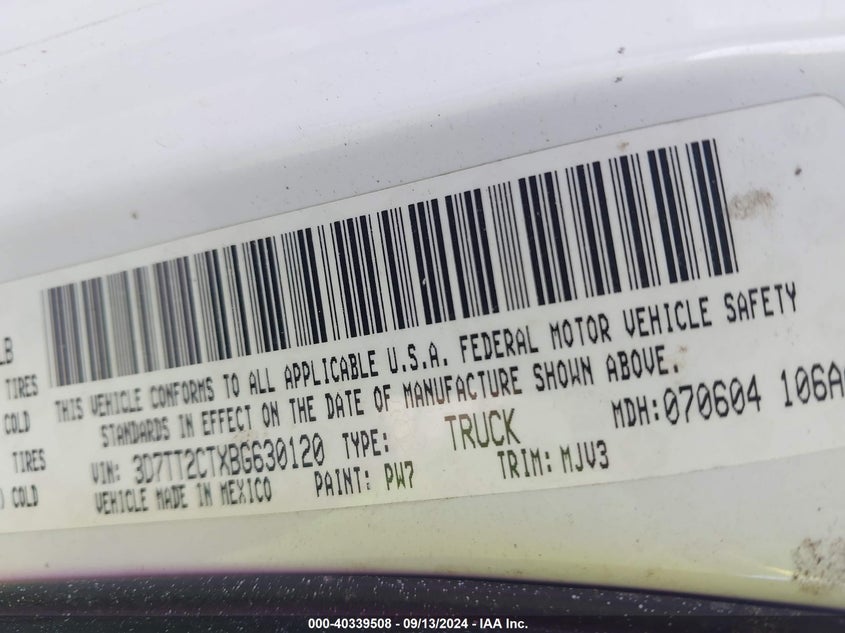 LB
TIRES
COLD
TIRES
COLD
THIS VEHICLE CONFORMS TO ALL APPLICABLE U.S.A. FEDERAL MOTOR VEHICLE SAFETY
STANDARDS IN EFFECT ON THE DATE OF MANUFACTURE SHOWN ABOVE.
MDH:070604 106A
VIN: 3D7TT2CTXBG630120 TYPE: TRUCK
VEHICLE MADE IN MEXICO PAINT: PW7 TRIM: MJV3
000-40339508 - 09/13/2024 - IAA Inc.